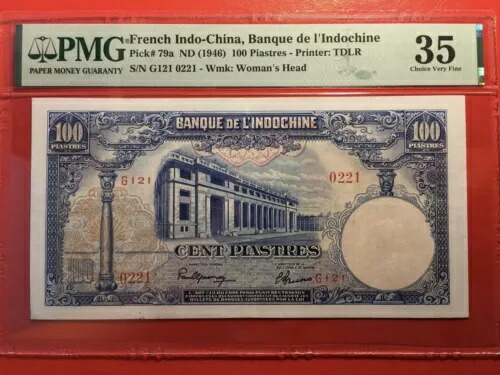 PMG
PAPER MONEY GUARANTY
French Indo-China, Banque de l'Indochine
Pick# 79a ND (1946) 100 Piastres - Printer: TDLR
S/N G121 0221 - Wmk: Woman's Head
35
Choice Very Fine
BANQUE DE L'INDOCHINE
100
PIASTRES
100
PIASTRES
G121
0221
CENT PIASTRES
100
0221
G121